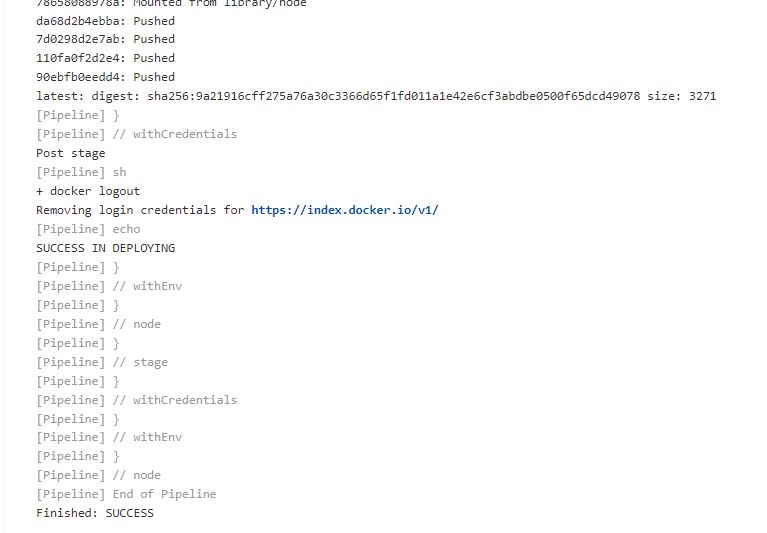 78658088978a: Mounted from library/node
da68d2b4ebba: Pushed
7d0298d2e7ab: Pushed
110fa0f2d2e4: Pushed
90ebfb0eedd4: Pushed
latest: digest: sha256:9a21916cff275a76a30c3366d65f1fd011a1e42e6cf3abdbe0500f65dcd49078 size: 3271
[Pipeline] }
[Pipeline] // withCredentials
Post stage
[Pipeline] sh
+ docker logout
Removing login credentials for https://index.docker.io/v1/
[Pipeline] echo
SUCCESS IN DEPLOYING
[Pipeline] }
[Pipeline] // withEnv
[Pipeline] }
[Pipeline] // node
[Pipeline] }
[Pipeline] // stage
[Pipeline] }
[Pipeline] // withCredentials
[Pipeline] }
[Pipeline] // withEnv
[Pipeline] }
[Pipeline] // node
[Pipeline] End of Pipeline
Finished: SUCCESS